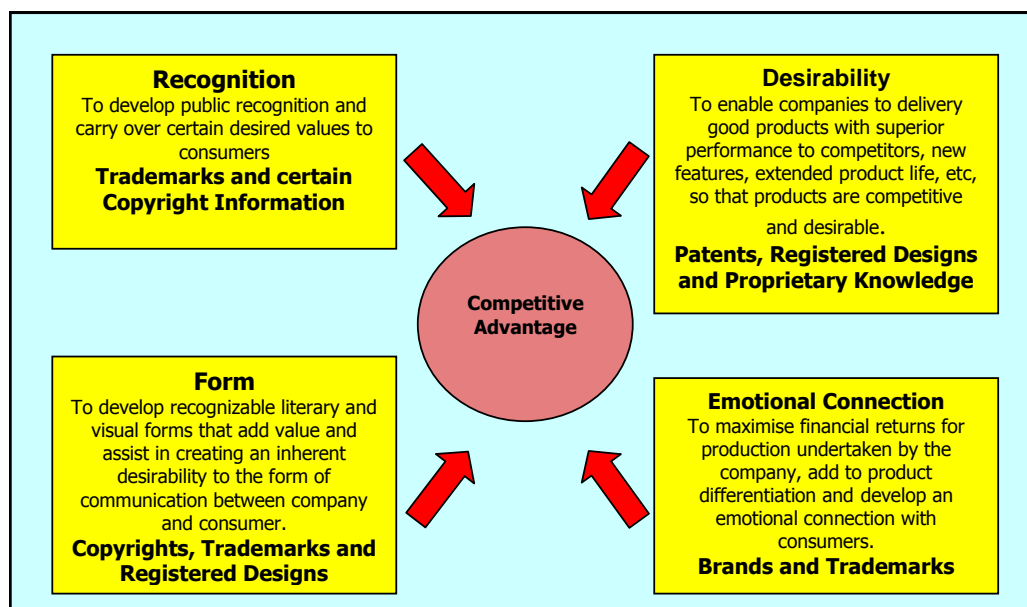 Recognition
To develop public recognition and
carry over certain desired values to
consumers
Trademarks and certain
Copyright Information
Desirability
To enable companies to delivery
good products with superior
performance to competitors, new
features, extended product life, etc,
so that products are competitive
and desirable.
Patents, Registered Designs
and Proprietary Knowledge
Competitive
Advantage
Form
To develop recognizable literary and
visual forms that add value and
assist in creating an inherent
desirability to the form of
communication between company
and consumer.
Copyrights, Trademarks and
Registered Designs
Emotional Connection
To maximise financial returns for
production undertaken by the
company, add to product
differentiation and develop an
emotional connection with
consumers.
Brands and Trademarks